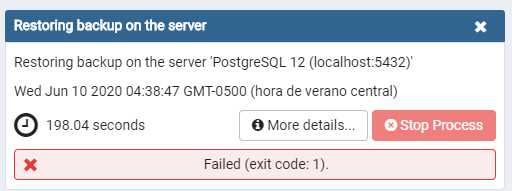 Restoring backup on the server
Restoring backup on the server 'PostgreSQL 12 (localhost:5432)'
Wed Jun 10 2020 04:38:47 GMT-0500 (hora de verano central)
198.04 seconds
More details...
Stop Process
Failed (exit code: 1).